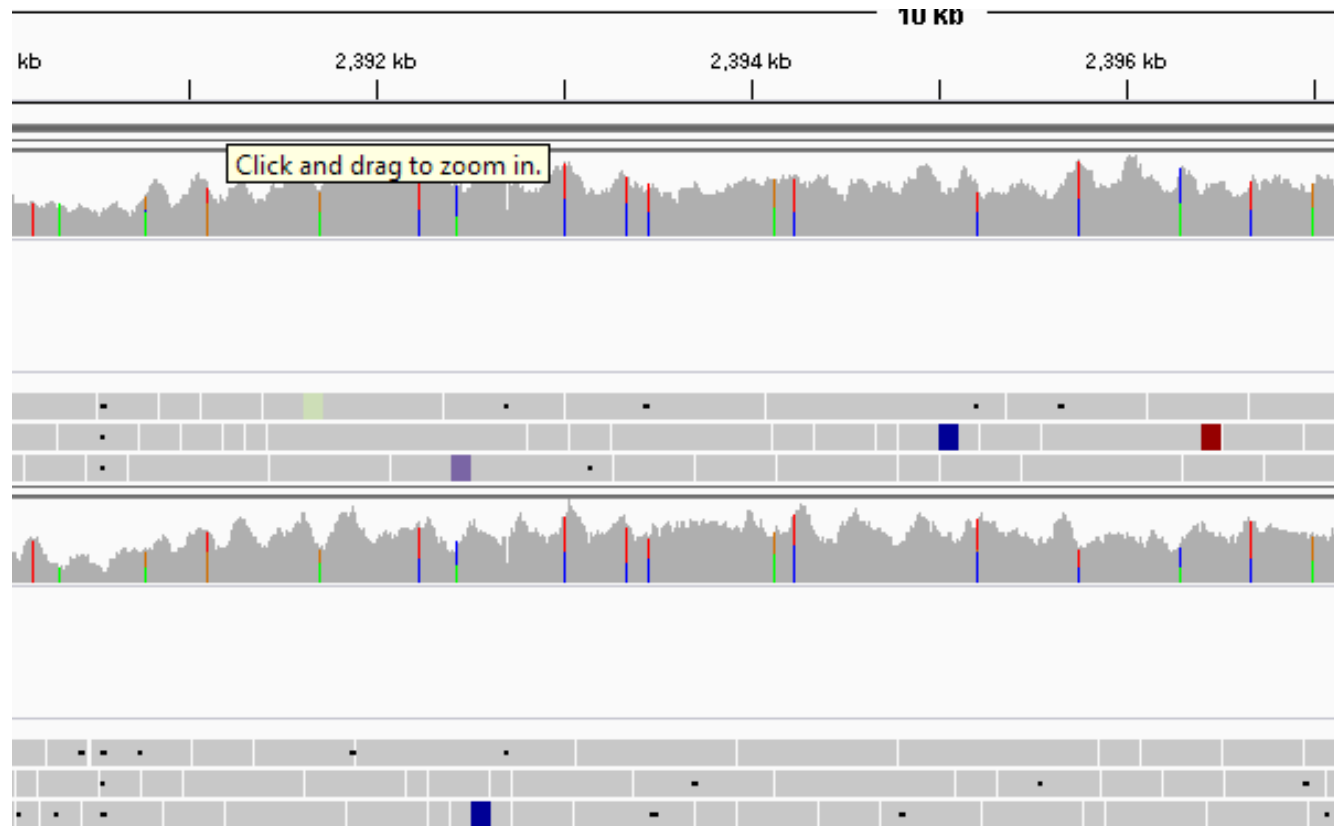 10 kb
kb
2,392 kb
2,394 kb
2,396 kb
Click and drag to zoom in.